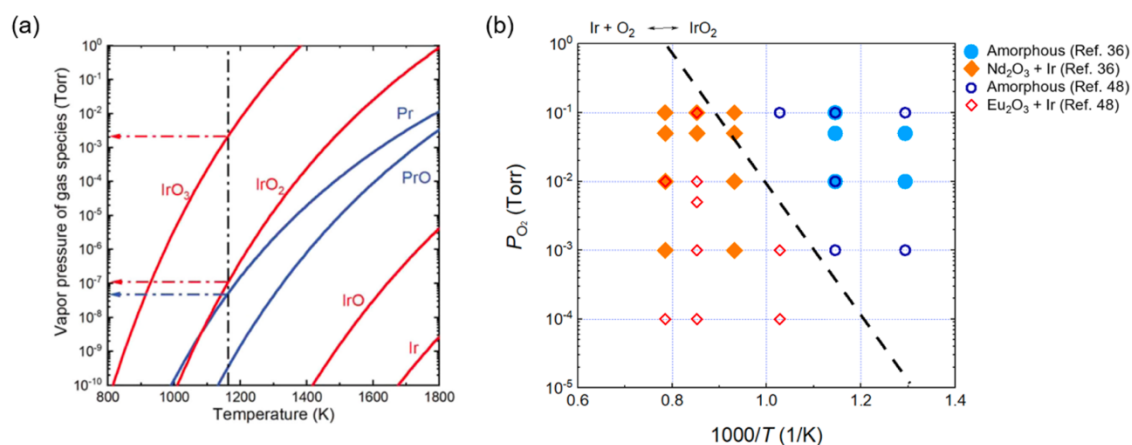 (a)
Vapor pressure of gas species (Torr)
10⁰
10⁻¹
10⁻²
10⁻³
10⁻⁴
10⁻⁵
10⁻⁶
10⁻⁷
10⁻⁸
10⁻⁹
10⁻¹⁰
IrO₃
IrO₂
Pr
PrO
IrO
Ir
800 1000 1200 1400 1600 1800
Temperature (K)
(b)
Ir + O₂ ↔ IrO₂
P_O₂ (Torr)
10⁰
10⁻¹
10⁻²
10⁻³
10⁻⁴
10⁻⁵
0.6 0.8 1.0 1.2 1.4
1000/T (1/K)
Amorphous (Ref. 36)
Nd₂O₃ + Ir (Ref. 36)
Amorphous (Ref. 48)
Eu₂O₃ + Ir (Ref. 48)